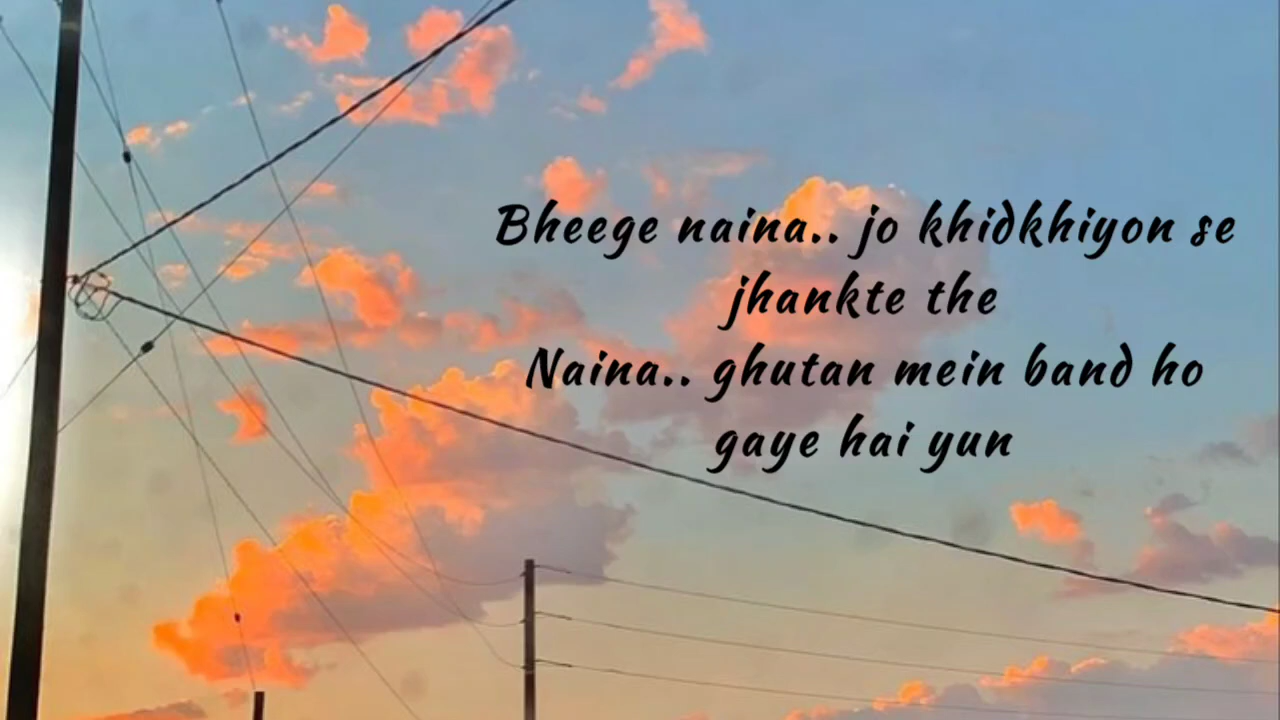 Bheege naina.. jo khidkhiyon se
jhankte the
Naina.. ghutan mein band ho
gaye hai yun